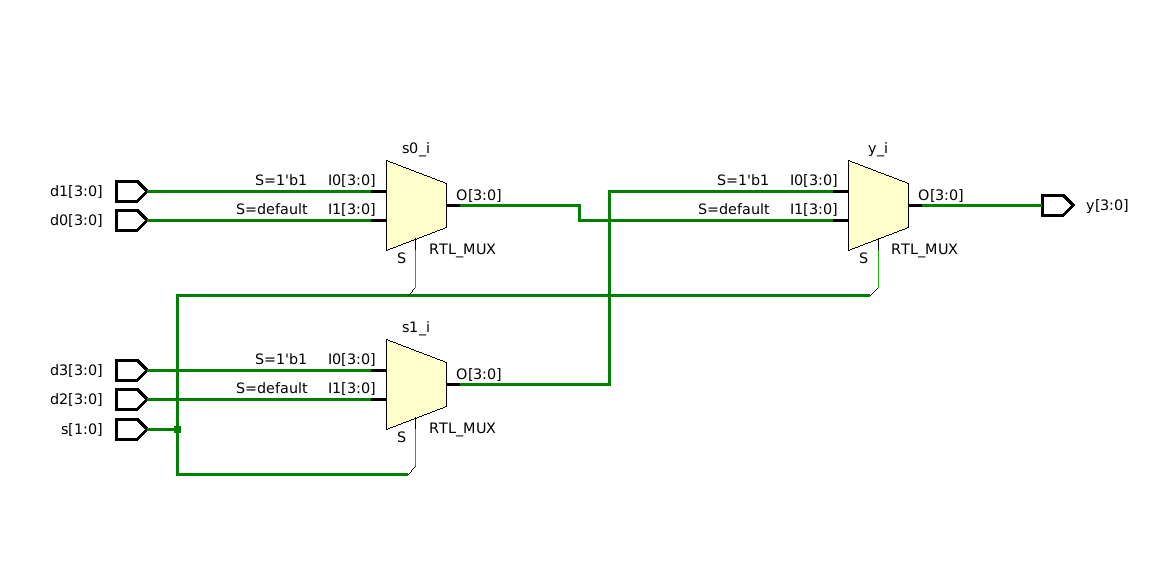 s0_i
y_i
d1[3:0] S=1'b1 I0[3:0] S=1'b1 I0[3:0]
O[3:0] O[3:0]
d0[3:0] S=default I1[3:0] S=default I1[3:0] y[3:0]
RTL_MUX RTL_MUX
S S
s1_i
d3[3:0] S=1'b1 I0[3:0]
O[3:0]
d2[3:0] S=default I1[3:0]
s[1:0] RTL_MUX
S